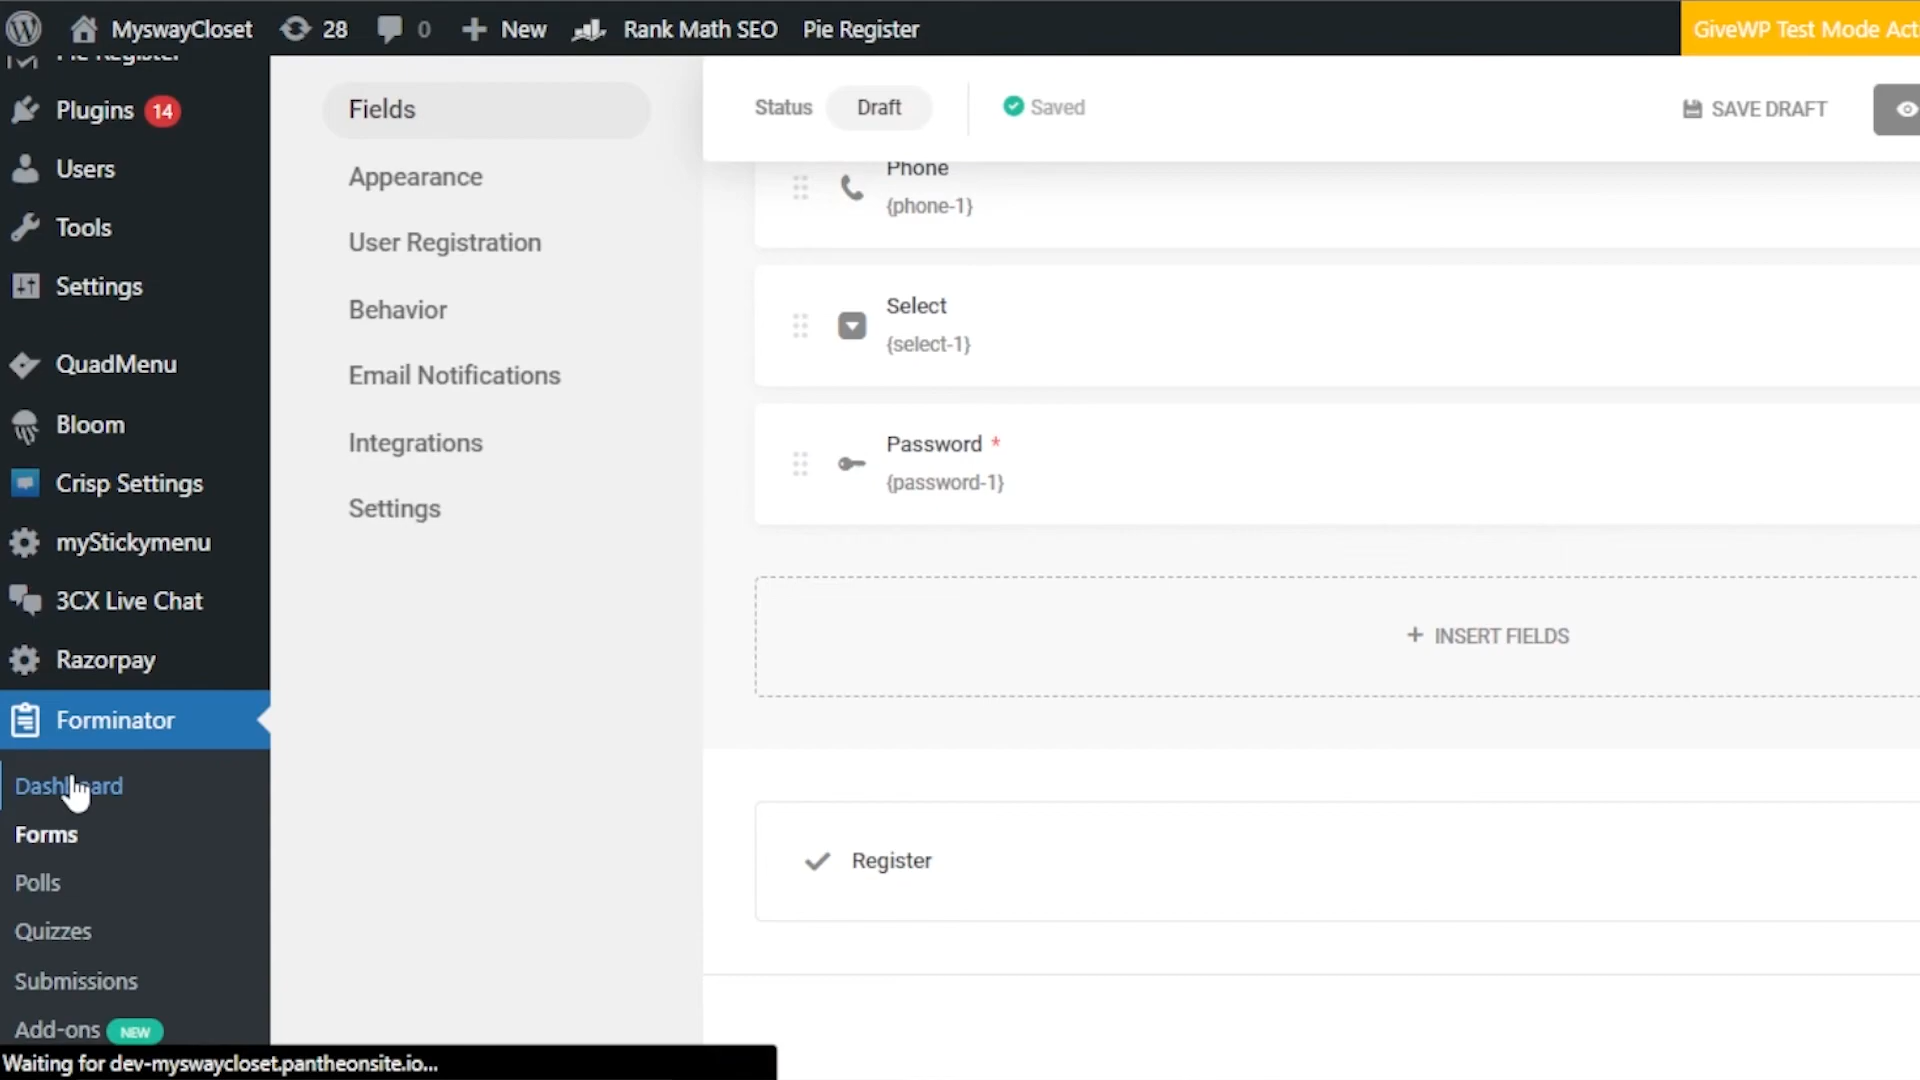 MyswayCloset 28 0 New Rank Math SEO Pie Register GiveWP Test Mode Act
Pie Register
Plugins 14
Users
Tools
Settings
QuadMenu
Bloom
Crisp Settings
myStickymenu
3CX Live Chat
Razorpay
Forminator
Dashboard
Forms
Polls
Quizzes
Submissions
Add-ons NEW
Waiting for dev-myswaycloset.pantheonsite.io...
Fields
Appearance
User Registration
Behavior
Email Notifications
Integrations
Settings
Status Draft Saved SAVE DRAFT
Phone
{phone-1}
Select
{select-1}
Password *
{password-1}
+ INSERT FIELDS
Register